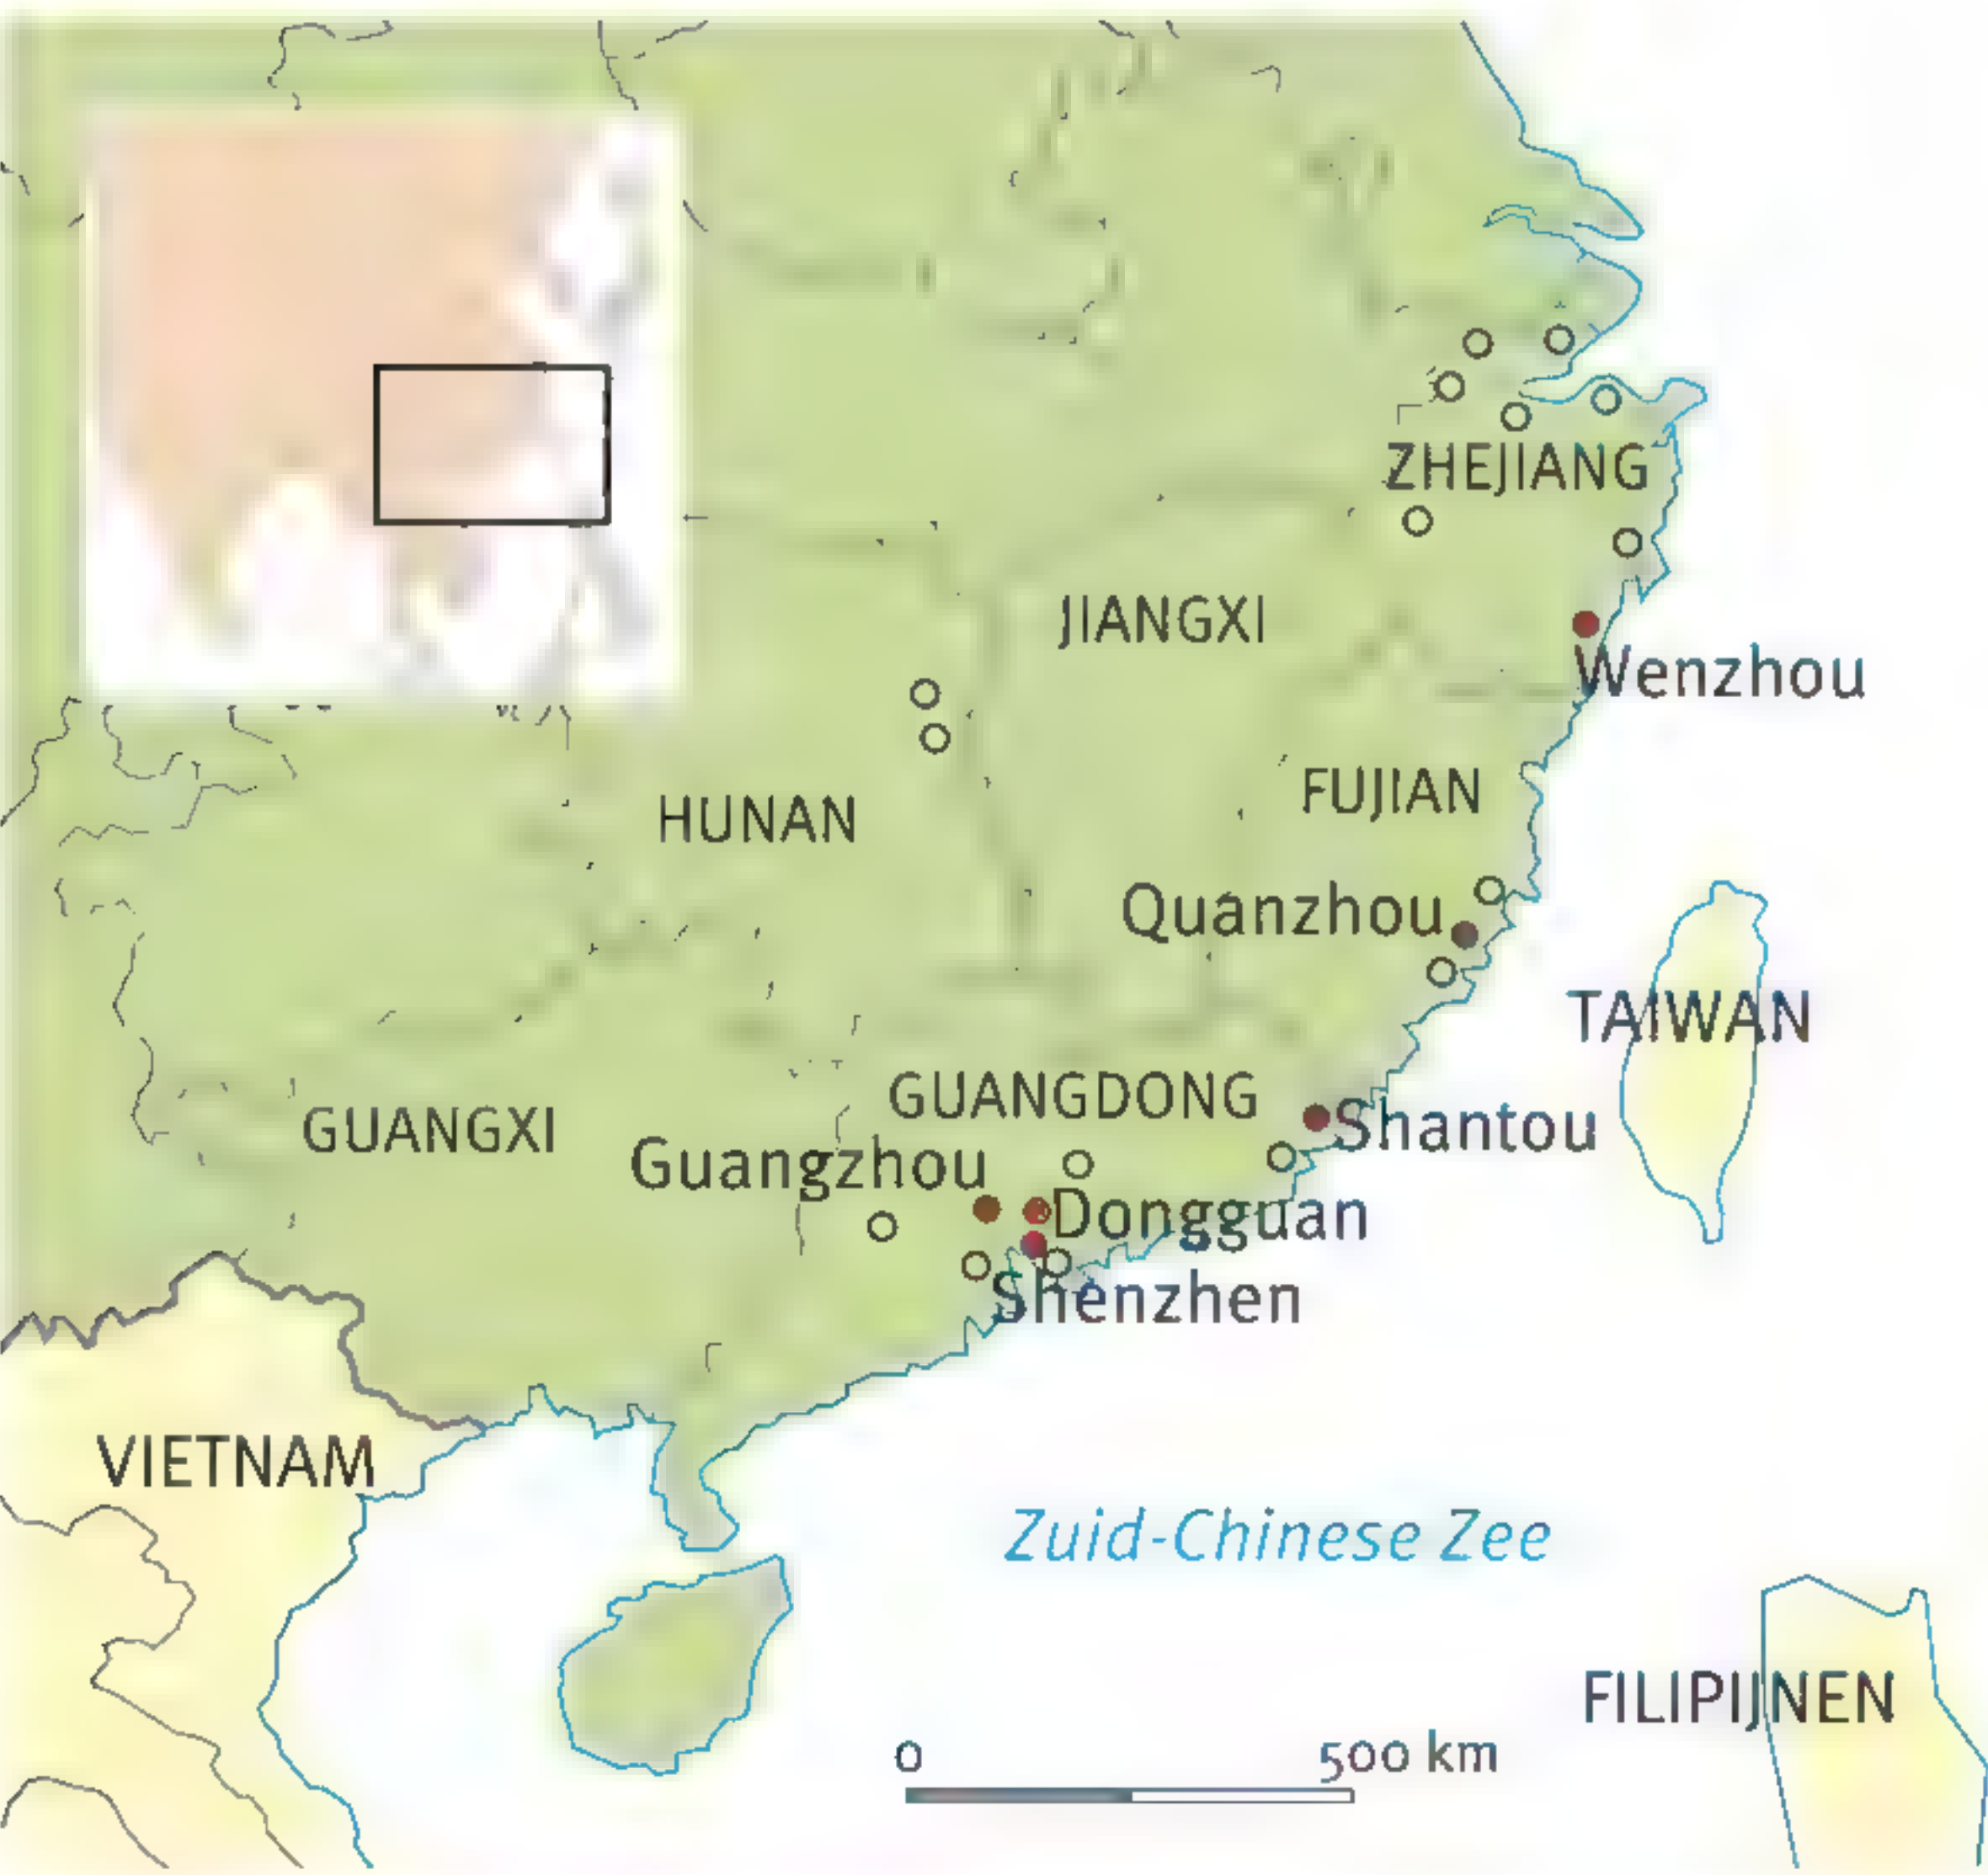 ZHEJIANG
JIANGXI
Wenzhou
FUJIAN
HUNAN
Quanzhou
TAIWAN
GUANGDONG
Shantou
GUANGXI
Guangzhou
Dongguan
Shenzhen
VIETNAM
Zuid-Chinese Zee
FILIPIJNEN
0 500 km